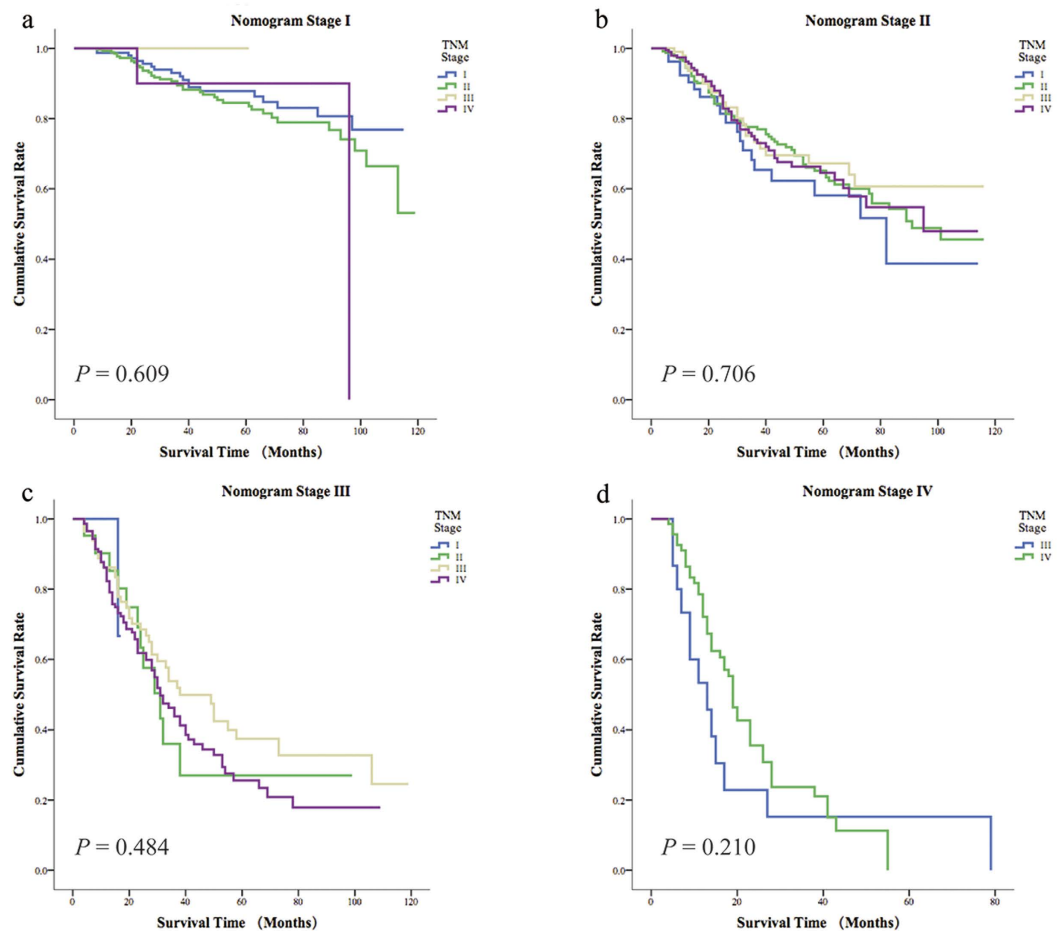 a
Nomogram Stage I
TNM
Stage
I
II
III
IV
Cumulative Survival Rate
1.0
0.8
0.6
0.4
0.2
0.0
P = 0.609
0 20 40 60 80 100 120
Survival Time (Months)
b
Nomogram Stage II
TNM
Stage
I
II
III
IV
Cumulative Survival Rate
1.0
0.8
0.6
0.4
0.2
0.0
P = 0.706
0 20 40 60 80 100 120
Survival Time (Months)
c
Nomogram Stage III
TNM
Stage
I
II
III
IV
Cumulative Survival Rate
1.0
0.8
0.6
0.4
0.2
0.0
P = 0.484
0 20 40 60 80 100 120
Survival Time (Months)
d
Nomogram Stage IV
TNM
Stage
III
IV
Cumulative Survival Rate
1.0
0.8
0.6
0.4
0.2
0.0
P = 0.210
0 20 40 60 80
Survival Time (Months)